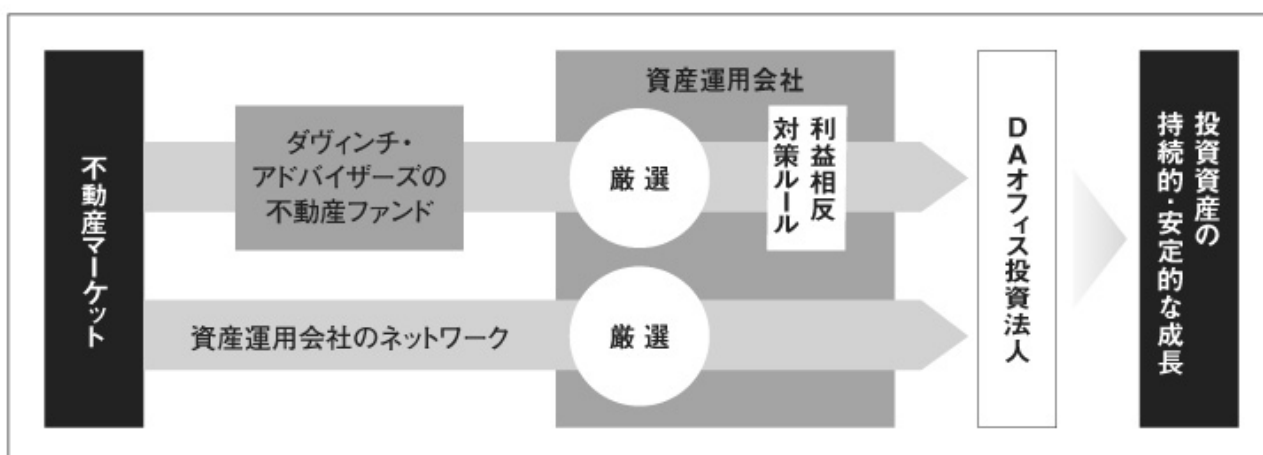 不動産マーケット
ダヴィンチ・
アドバイザーズの
不動産ファンド
資産運用会社のネットワーク
資産運用会社
厳選
利益相反
対策ルール
厳選
DAオフィス投資法人
投資資産の
持続的・安定的な成長